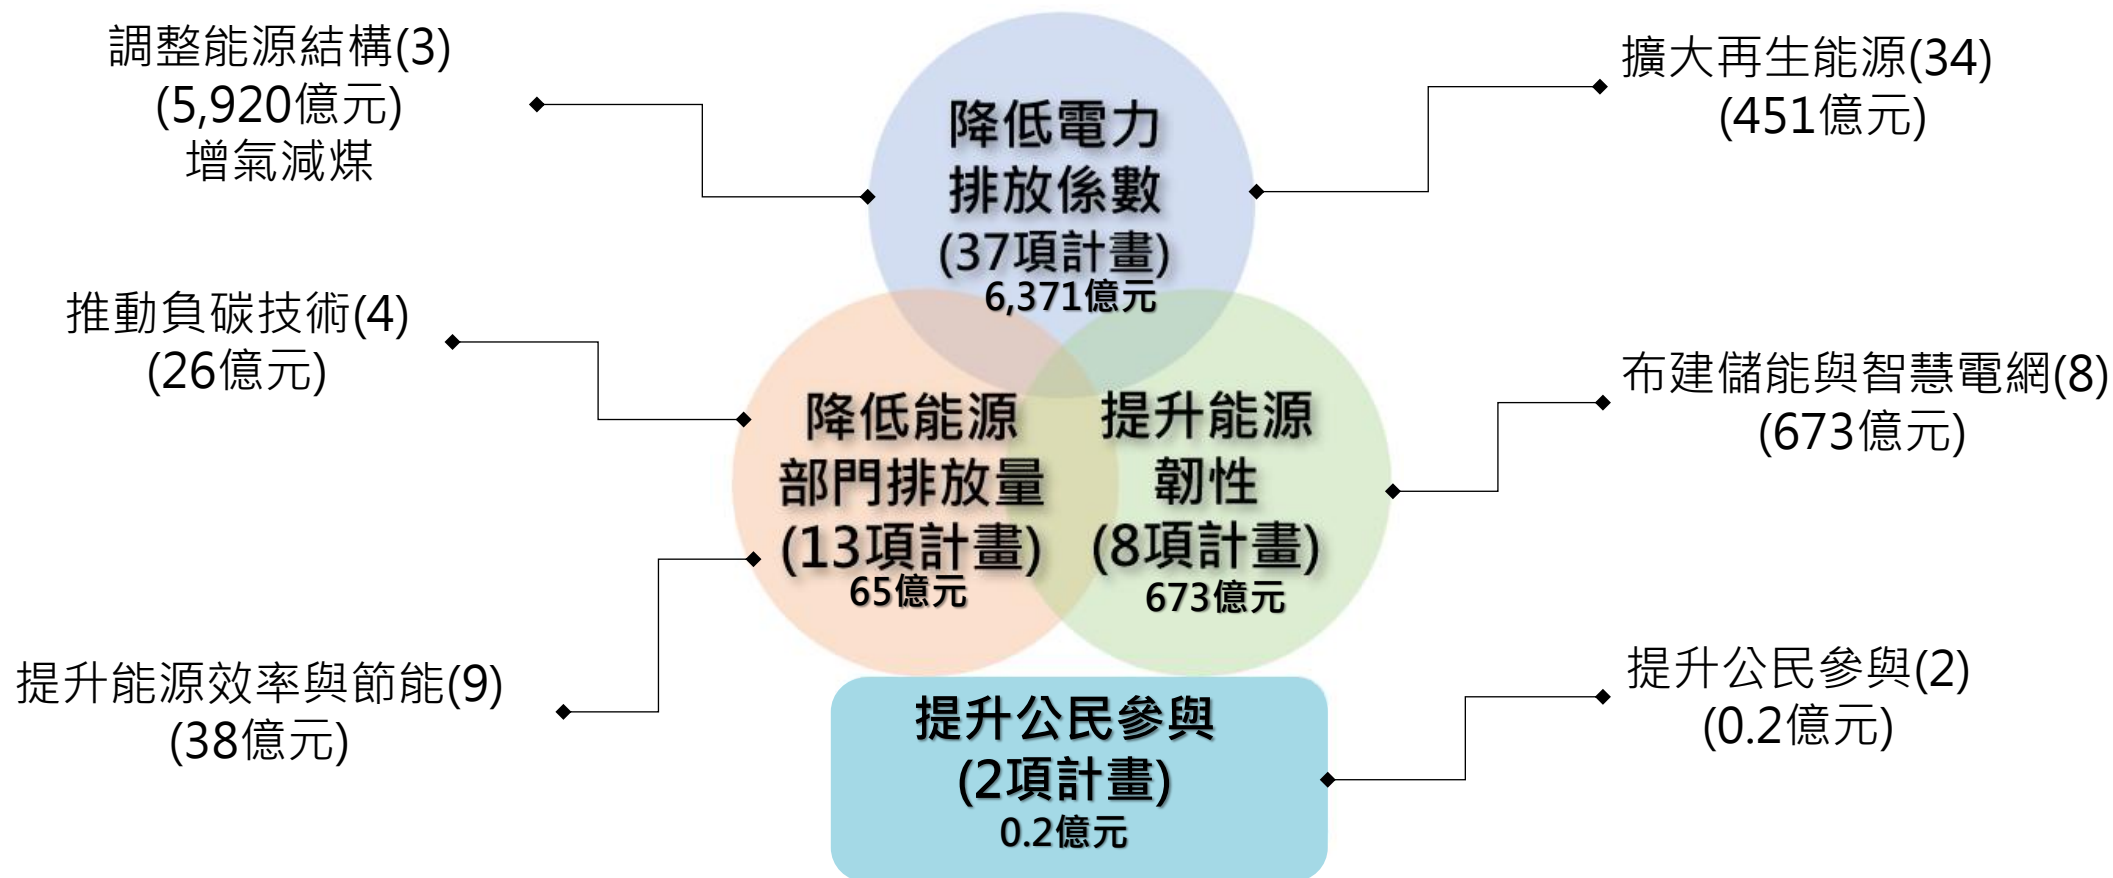 調整能源結構(3)
(5,920億元)
增氣減煤
擴大再生能源(34)
(451億元)
降低電力
排放係數
(37項計畫)
6,371億元
推動負碳技術(4)
(26億元)
布建儲能與智慧電網(8)
(673億元)
降低能源
部門排放量
(13項計畫)
65億元
提升能源
韌性
(8項計畫)
673億元
提升能源效率與節能(9)
(38億元)
提升公民參與(2)
(0.2億元)
提升公民參與
(2項計畫)
0.2億元